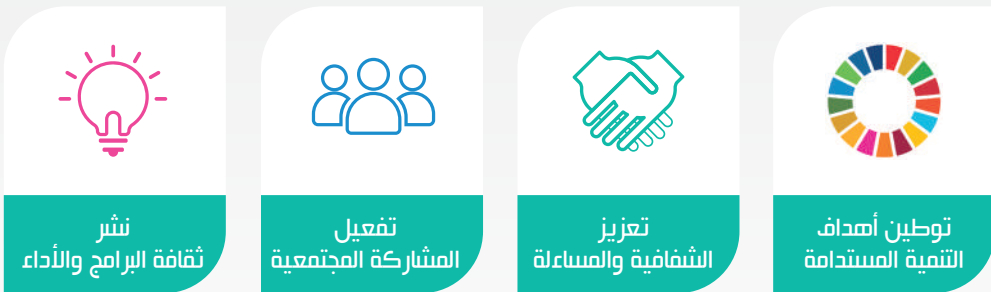 توطين أهداف
التنمية المستدامة
تعزيز
الشفافية والمساءلة
تفعيل
المشاركة المجتمعية
نشر
ثقافة البرامج والأداء